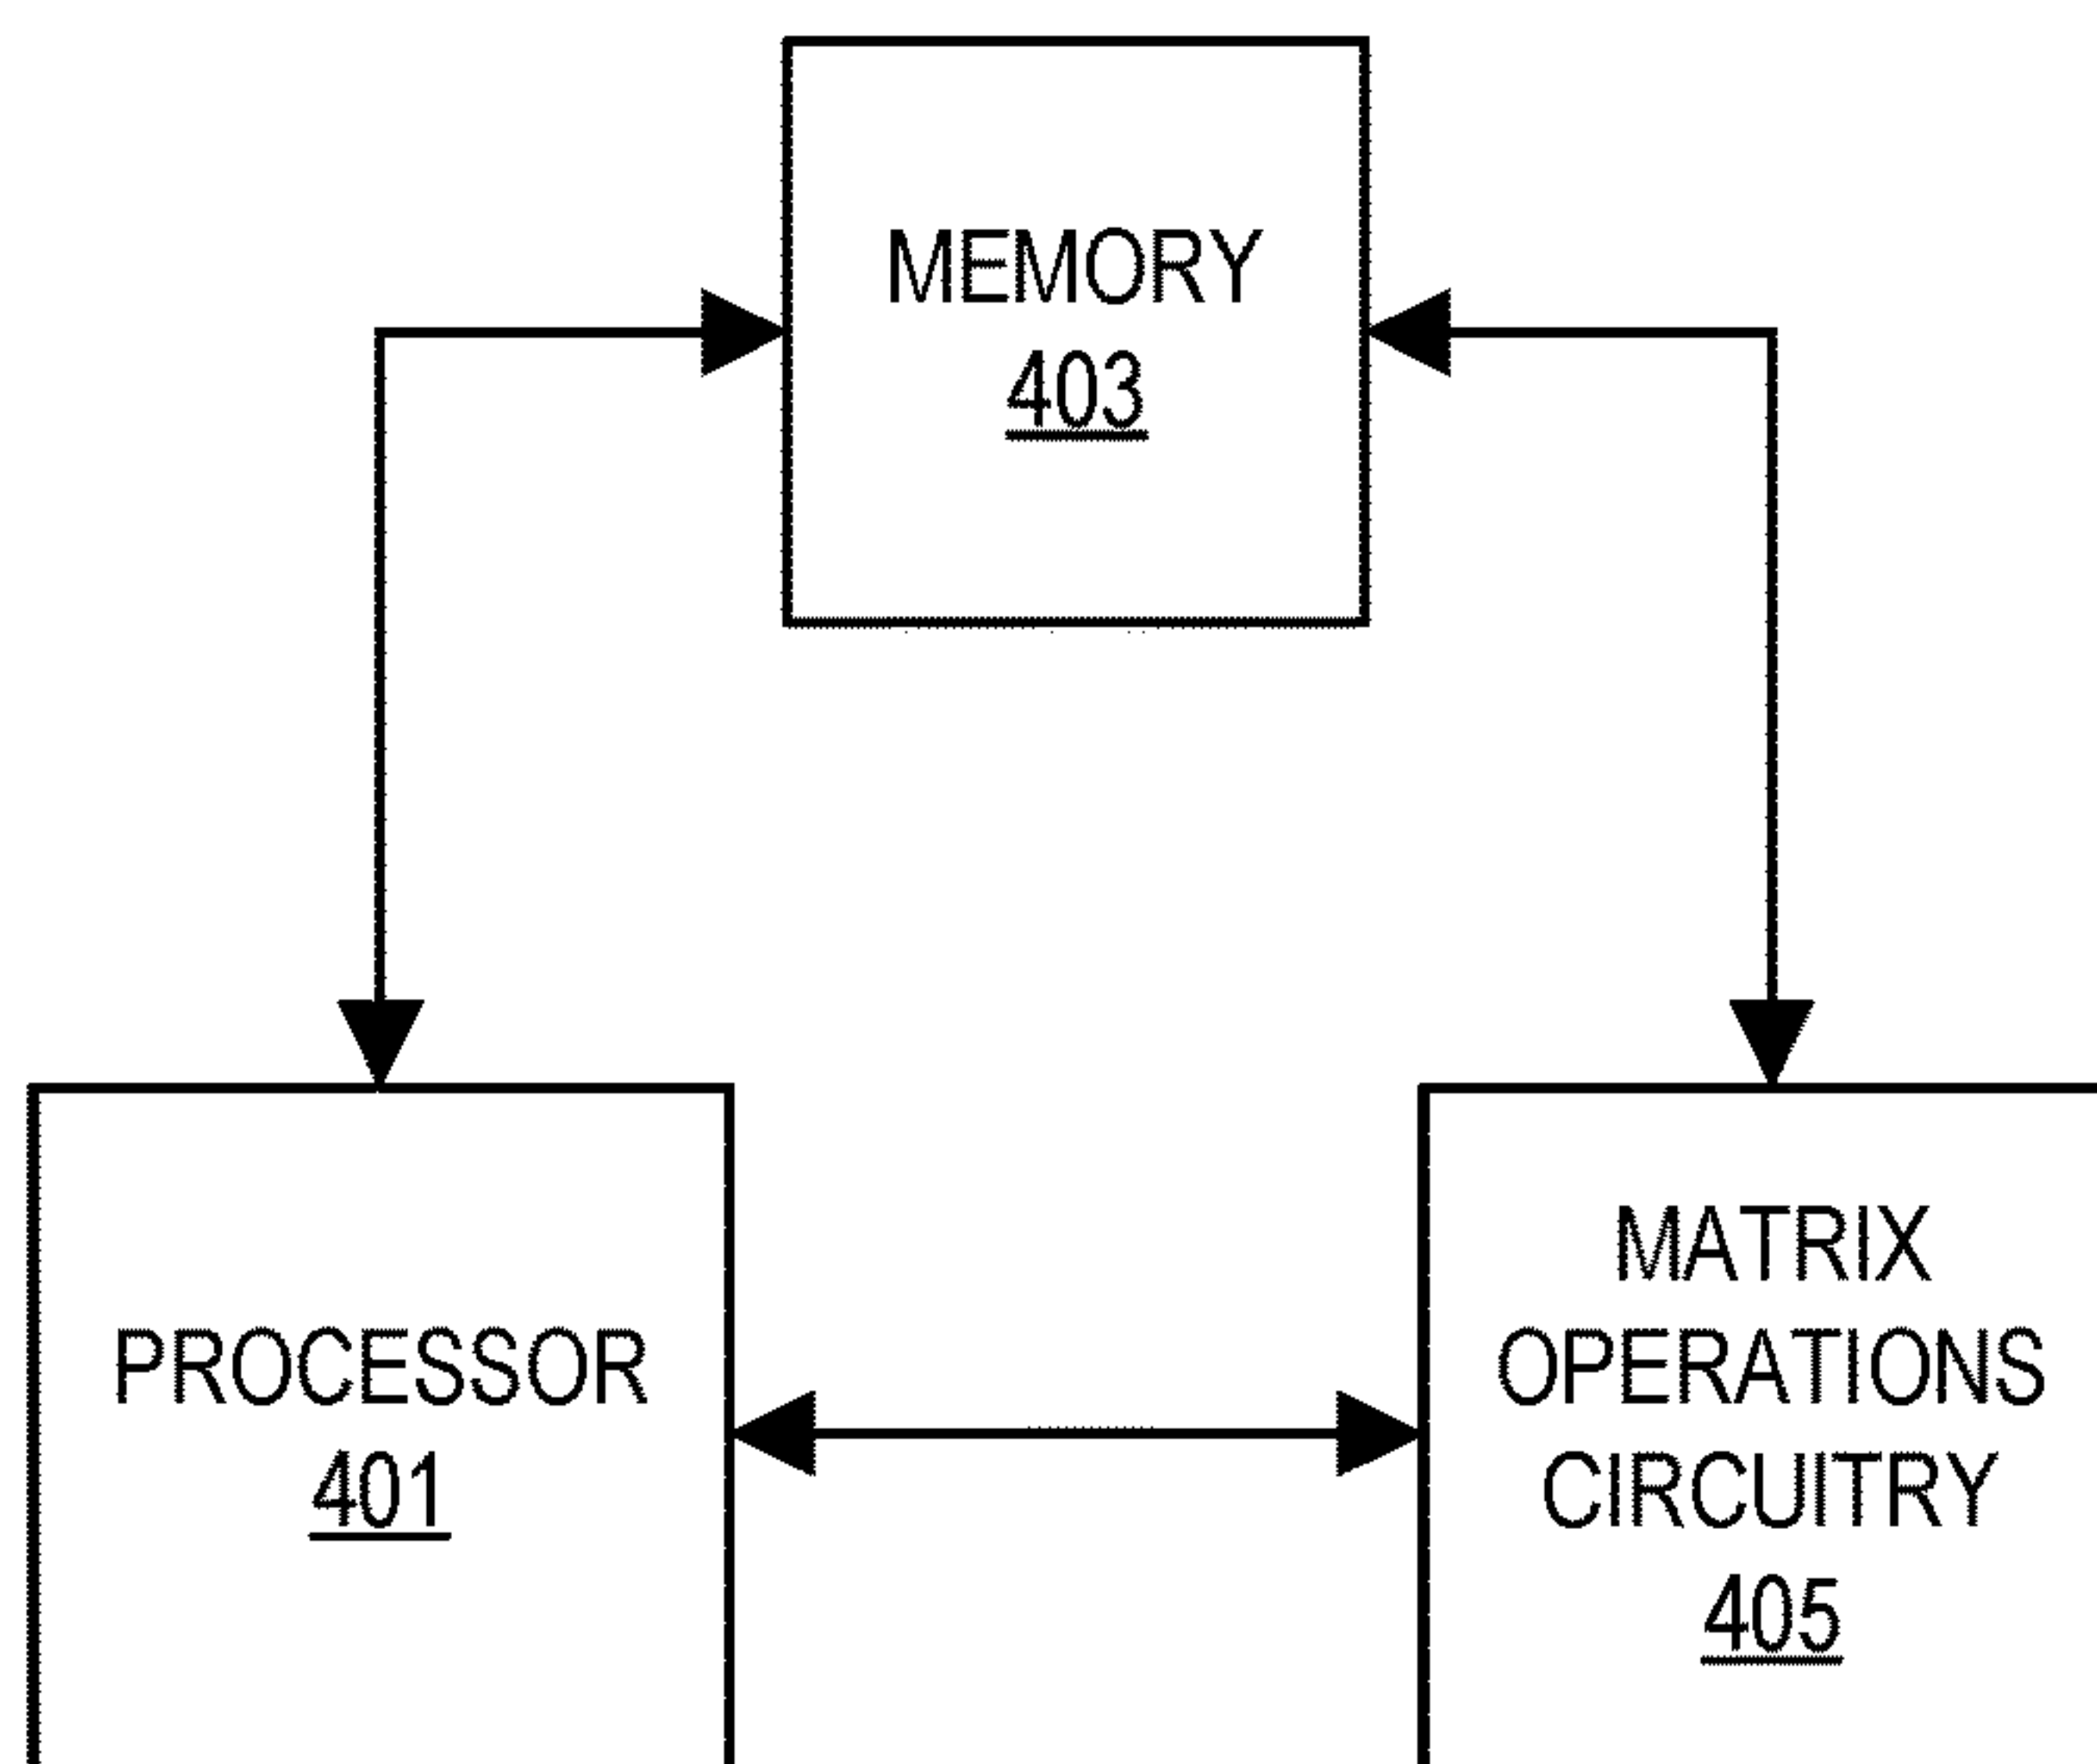 MEMORY
403
PROCESSOR
401
MATRIX
OPERATIONS
CIRCUITRY
405